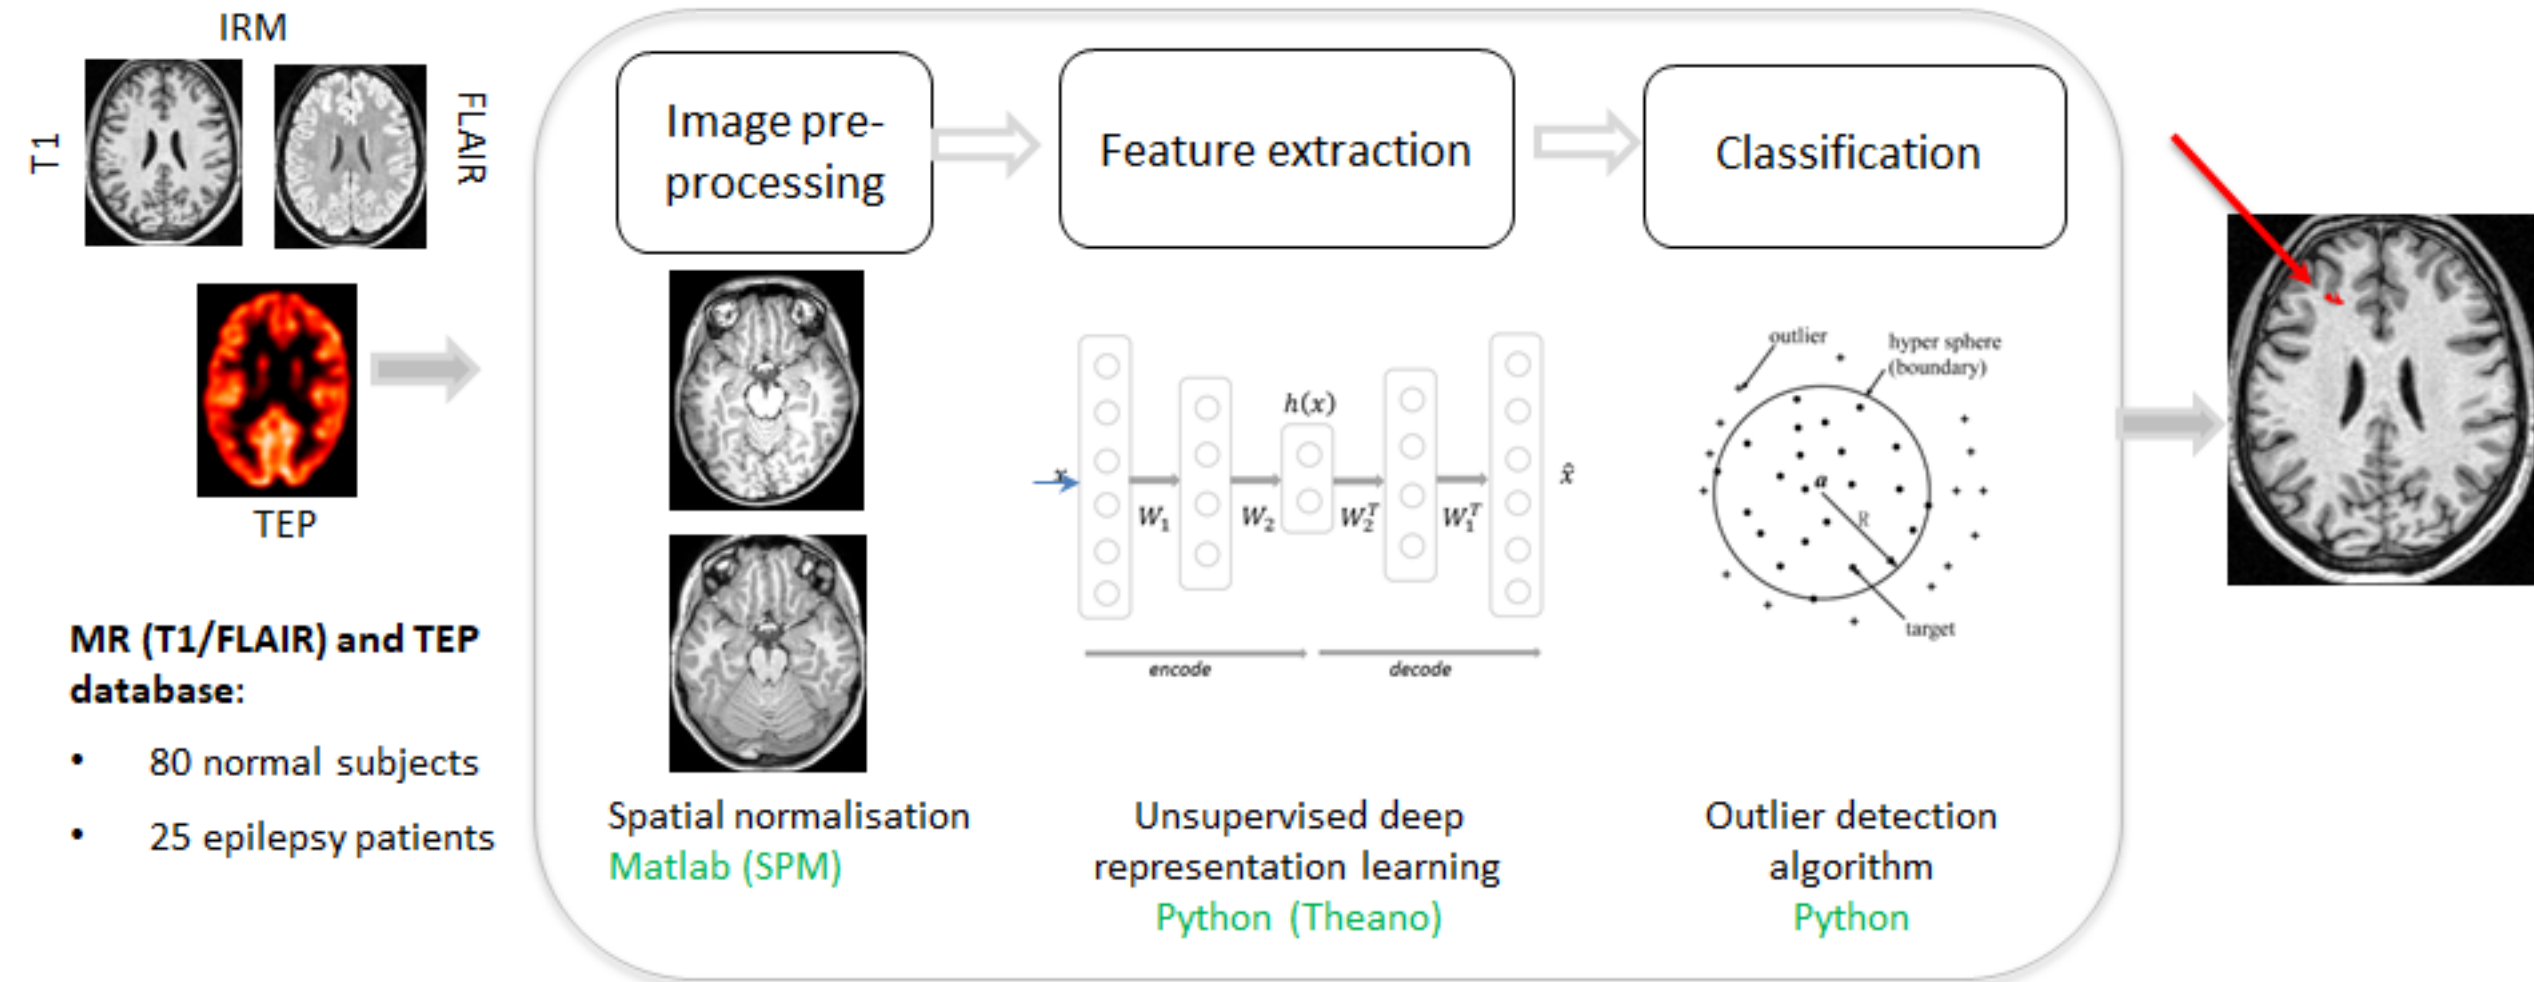 IRM
T1
FLAIR
TEP
MR (T1/FLAIR) and TEP
database:
• 80 normal subjects
• 25 epilepsy patients
Image pre-
processing
Feature extraction
Classification
Spatial normalisation
Matlab (SPM)
x
W₁
W₂
h(x)
W₂ᵀ
W₁ᵀ
x̂
encode
decode
Unsupervised deep
representation learning
Python (Theano)
outlier
hyper sphere
(boundary)
a
R
target
Outlier detection
algorithm
Python